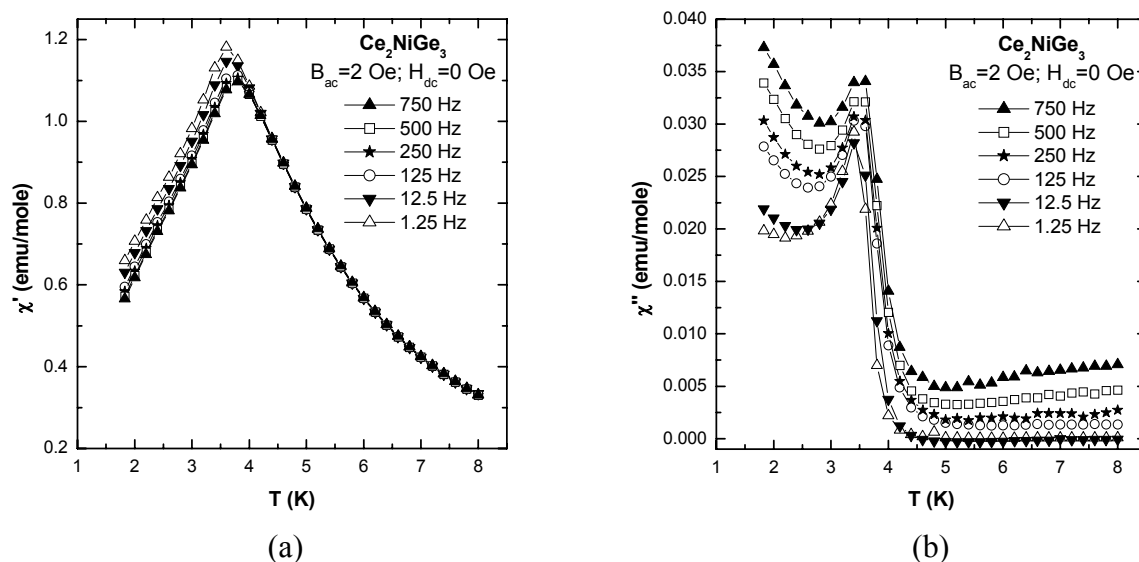 Ce₂NiGe₃
B_ac=2 Oe; H_dc=0 Oe
750 Hz
500 Hz
250 Hz
125 Hz
12.5 Hz
1.25 Hz
1.2
1.0
0.8
0.6
0.4
0.2
χ' (emu/mole)
1 2 3 4 5 6 7 8
T (K)
(a)
Ce₂NiGe₃
B_ac=2 Oe; H_dc=0 Oe
750 Hz
500 Hz
250 Hz
125 Hz
12.5 Hz
1.25 Hz
0.040
0.035
0.030
0.025
0.020
0.015
0.010
0.005
0.000
χ" (emu/mole)
1 2 3 4 5 6 7 8
T (K)
(b)